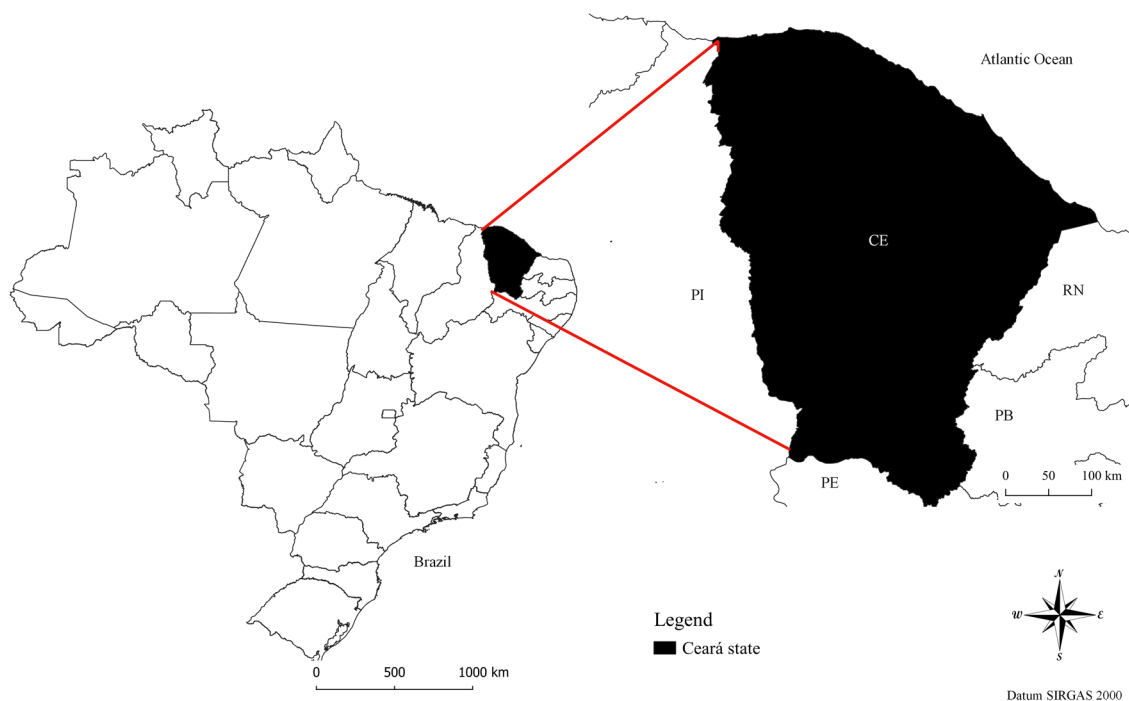 Atlantic Ocean
CE
PI
RN
PB
PE
0 50 100 km
Brazil
Legend
Ceará state
0 500 1000 km
N
W E
S
Datum SIRGAS 2000